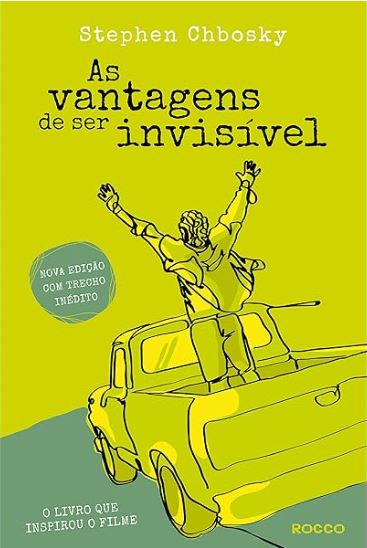 Stephen Chbosky
As
vantagens
de ser invisível
NOVA EDIÇÃO
COM TRECHO
INÉDITO
O LIVRO QUE
INSPIROU O FILME
ROCCO